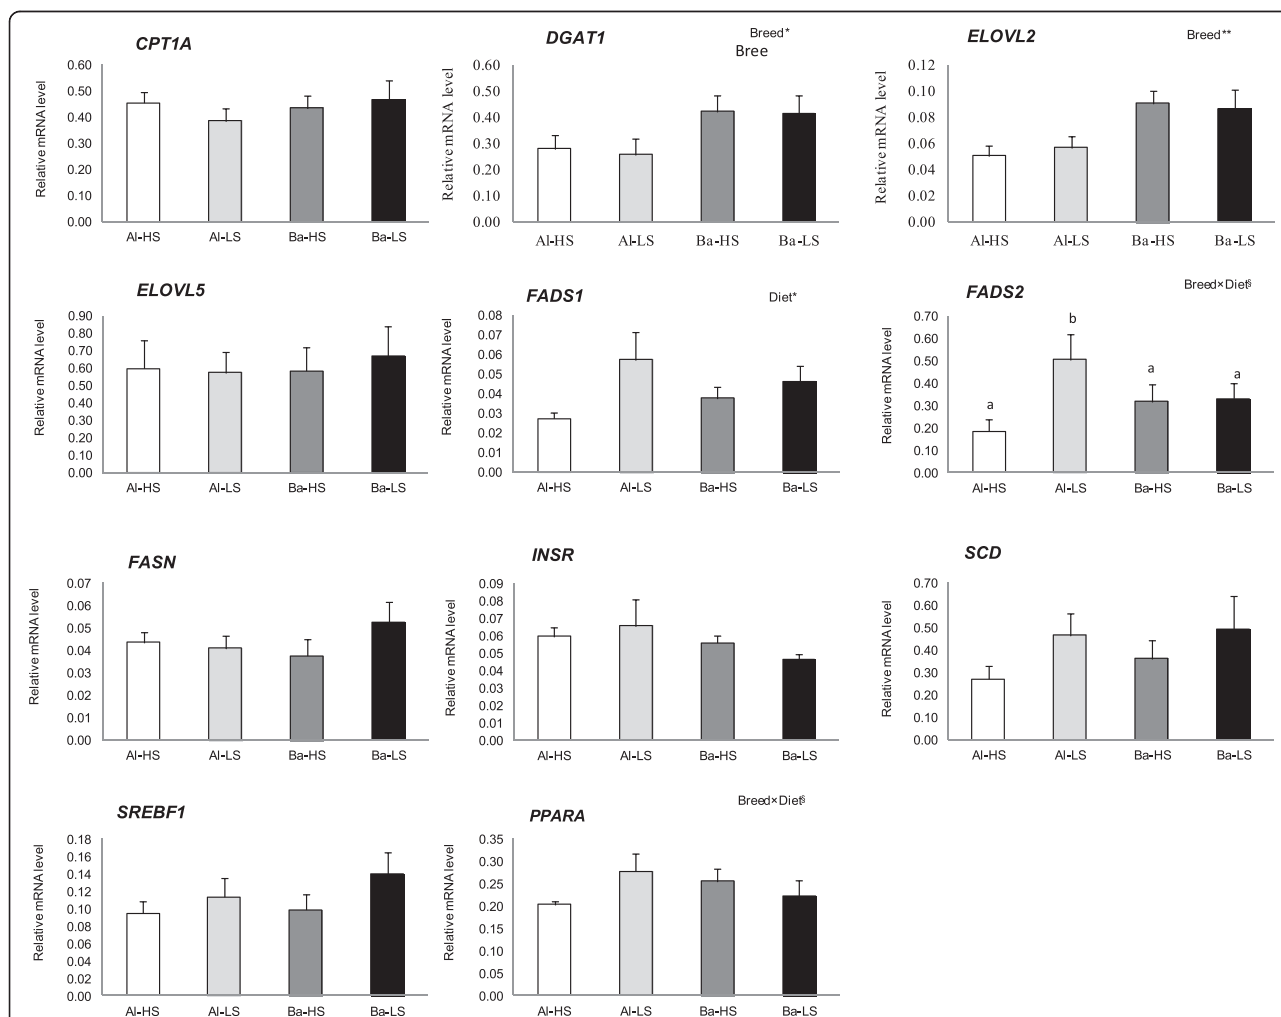 CPT1A
Relative mRNA level
0.60
0.50
0.40
0.30
0.20
0.10
0.00
Al-HS Al-LS Ba-HS Ba-LS
DGAT1
Breed*
Bree
Relative mRNA level
0.60
0.50
0.40
0.30
0.20
0.10
0.00
Al-HS Al-LS Ba-HS Ba-LS
ELOVL2
Breed**
Relative mRNA level
0.12
0.10
0.08
0.06
0.04
0.02
0.00
Al-HS Al-LS Ba-HS Ba-LS
ELOVL5
Relative mRNA level
0.90
0.80
0.70
0.60
0.50
0.40
0.30
0.20
0.10
0.00
Al-HS Al-LS Ba-HS Ba-LS
FADS1
Diet*
Relative mRNA level
0.08
0.07
0.06
0.05
0.04
0.03
0.02
0.01
0.00
Al-HS Al-LS Ba-HS Ba-LS
FADS2
Breed×Diet§
Relative mRNA level
0.70
0.60
0.50
0.40
0.30
0.20
0.10
0.00
a b a a
Al-HS Al-LS Ba-HS Ba-LS
FASN
Relative mRNA level
0.07
0.06
0.05
0.04
0.03
0.02
0.01
0.00
Al-HS Al-LS Ba-HS Ba-LS
INSR
Relative mRNA level
0.09
0.08
0.07
0.06
0.05
0.04
0.03
0.02
0.01
0.00
Al-HS Al-LS Ba-HS Ba-LS
SCD
Relative mRNA level
0.70
0.60
0.50
0.40
0.30
0.20
0.10
0.00
Al-HS Al-LS Ba-HS Ba-LS
SREBF1
Relative mRNA level
0.18
0.16
0.14
0.12
0.10
0.08
0.06
0.04
0.02
0.00
Al-HS Al-LS Ba-HS Ba-LS
PPARA
Breed×Diet§
Relative mRNA level
0.35
0.30
0.25
0.20
0.15
0.10
0.05
0.00
Al-HS Al-LS Ba-HS Ba-LS